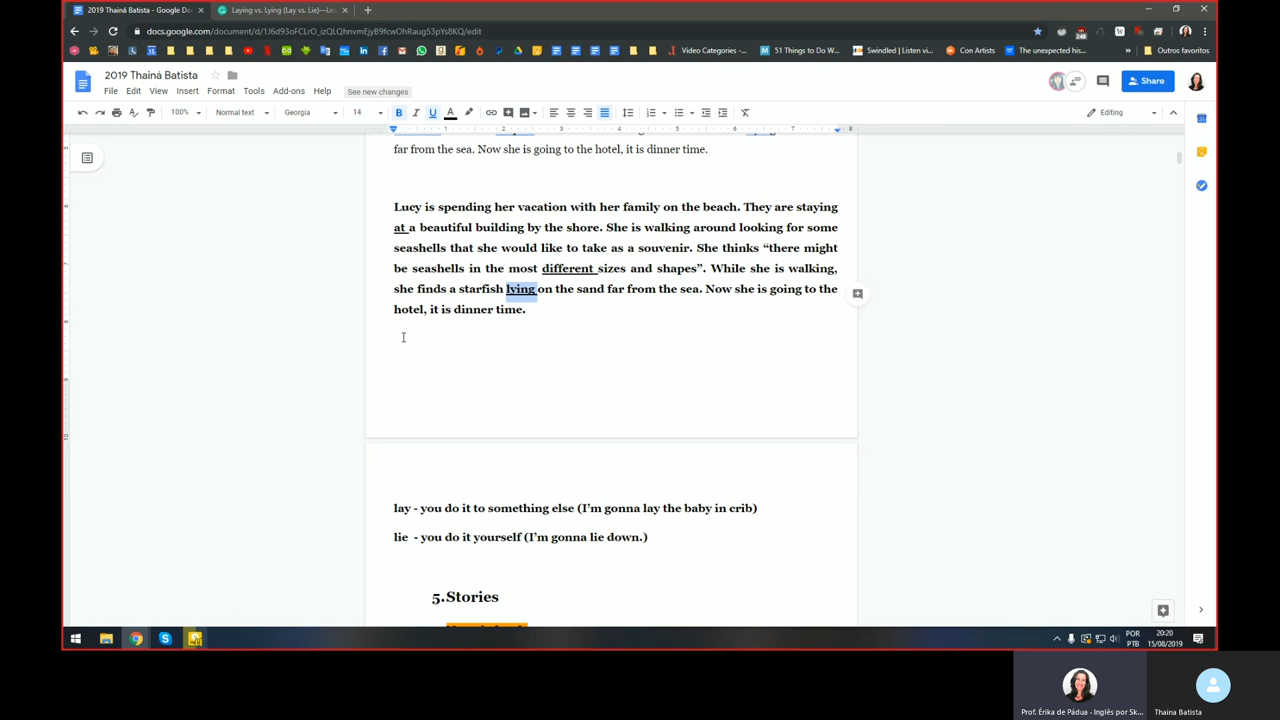 2019 Thainá Batista - Google Do
Laying vs. Lying (Lay vs. Lie)—Le
docs.google.com/document/d/1J6d93oFCLrO_izQLQhnvmEjyB9fcwOhRaug53pYs8KQ/edit
Video Categories -...
51 Things to Do W...
Swindled | Listen vi...
Con Artists
The unexpected his...
Outros favoritos
2019 Thainá Batista
File Edit View Insert Format Tools Add-ons Help See new changes
Share
100% Normal text Georgia 14 B I U A Editing
far from the sea. Now she is going to the hotel, it is dinner time.
Lucy is spending her vacation with her family on the beach. They are staying
at a beautiful building by the shore. She is walking around looking for some
seashells that she would like to take as a souvenir. She thinks “there might
be seashells in the most different sizes and shapes”. While she is walking,
she finds a starfish lying on the sand far from the sea. Now she is going to the
hotel, it is dinner time.
lay - you do it to something else (I’m gonna lay the baby in crib)
lie - you do it yourself (I’m gonna lie down.)
5. Stories
POR
PTB
20:20
15/08/2019
Prof. Érika de Pádua - Inglês por Sk...
Thaina Batista